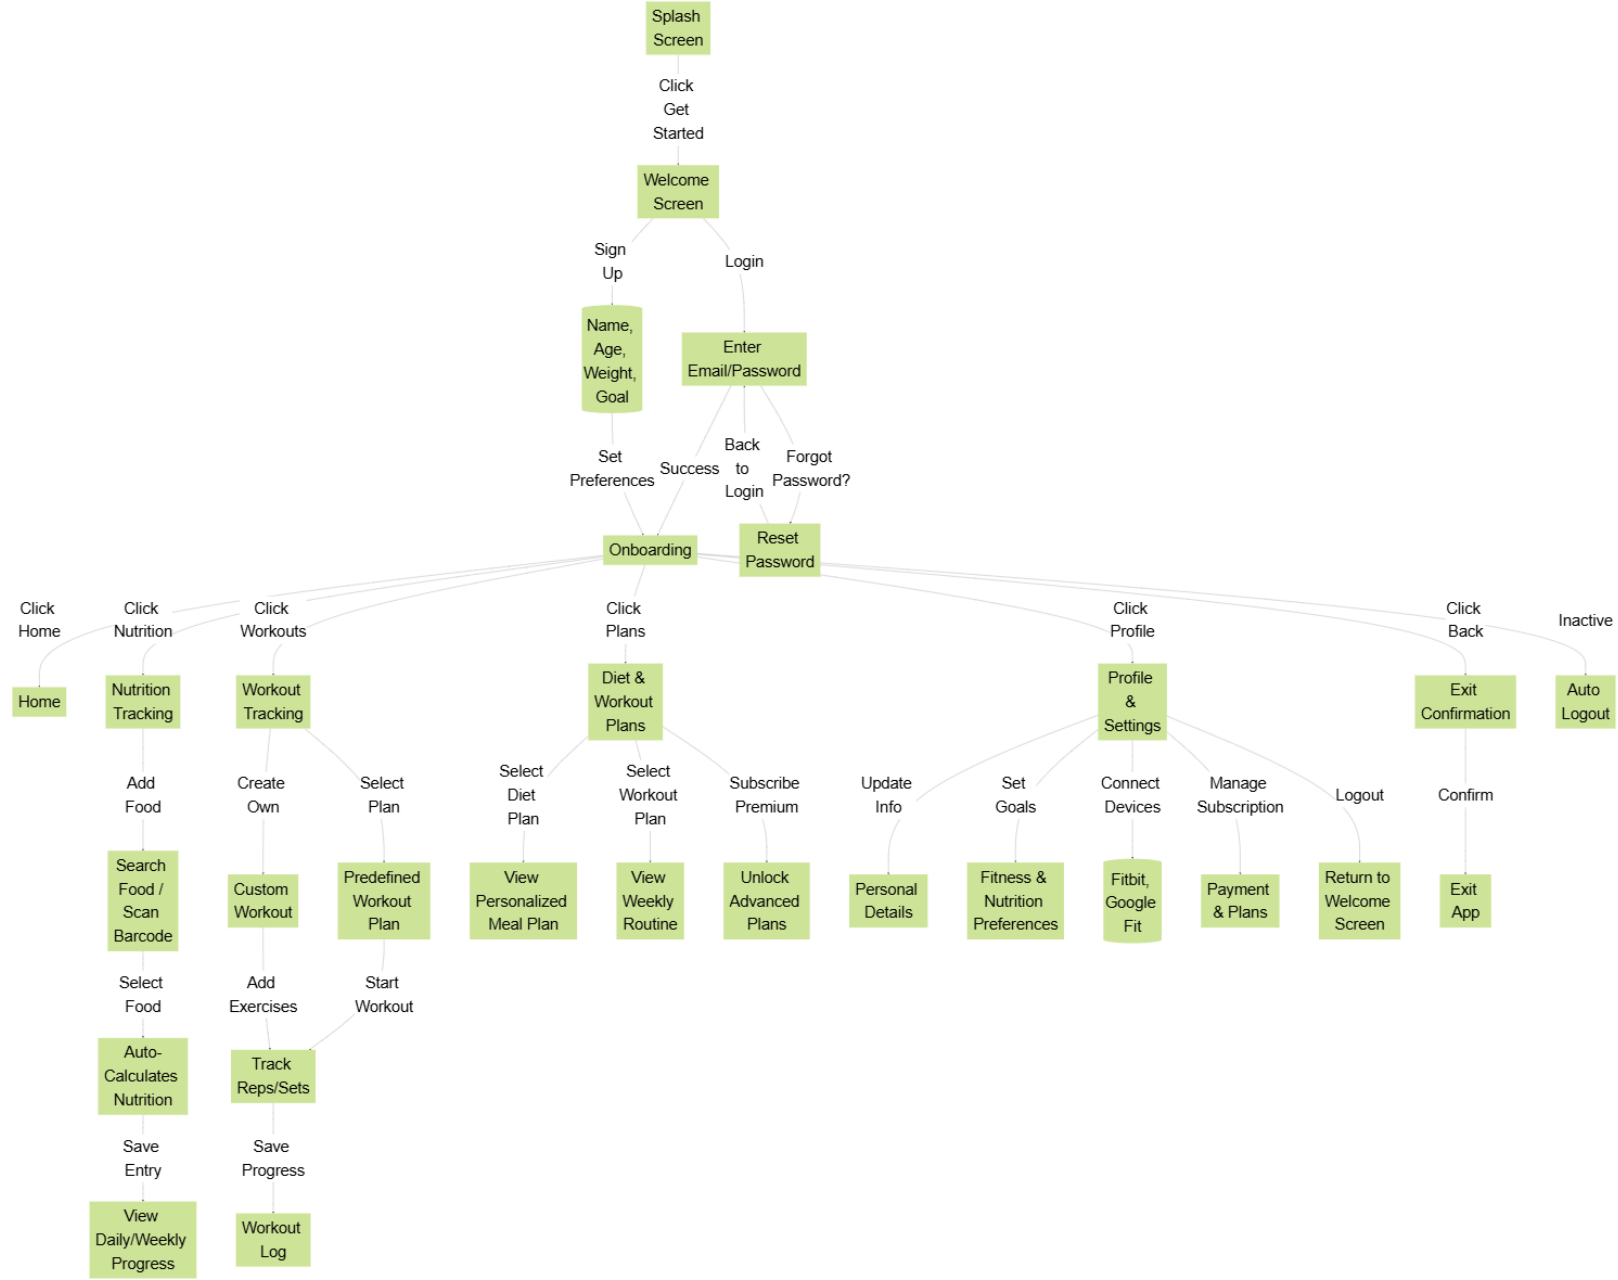 Splash
Screen
Click
Get
Started
Welcome
Screen
Sign
Up
Login
Name,
Age,
Weight,
Goal
Enter
Email/Password
Set
Preferences
Success
Back
to
Login
Forgot
Password?
Onboarding
Reset
Password
Click
Home
Click
Nutrition
Click
Workouts
Click
Plans
Click
Profile
Click
Back
Inactive
Home
Nutrition
Tracking
Workout
Tracking
Diet &
Workout
Plans
Profile
&
Settings
Exit
Confirmation
Auto
Logout
Add
Food
Create
Own
Select
Plan
Select
Diet
Plan
Select
Workout
Plan
Subscribe
Premium
Update
Info
Set
Goals
Connect
Devices
Manage
Subscription
Logout
Confirm
Search
Food /
Scan
Barcode
Custom
Workout
Predefined
Workout
Plan
View
Personalized
Meal Plan
View
Weekly
Routine
Unlock
Advanced
Plans
Personal
Details
Fitness &
Nutrition
Preferences
Fitbit,
Google
Fit
Payment
& Plans
Return to
Welcome
Screen
Exit
App
Select
Food
Add
Exercises
Start
Workout
Auto-
Calculates
Nutrition
Track
Reps/Sets
Save
Entry
Save
Progress
View
Daily/Weekly
Progress
Workout
Log